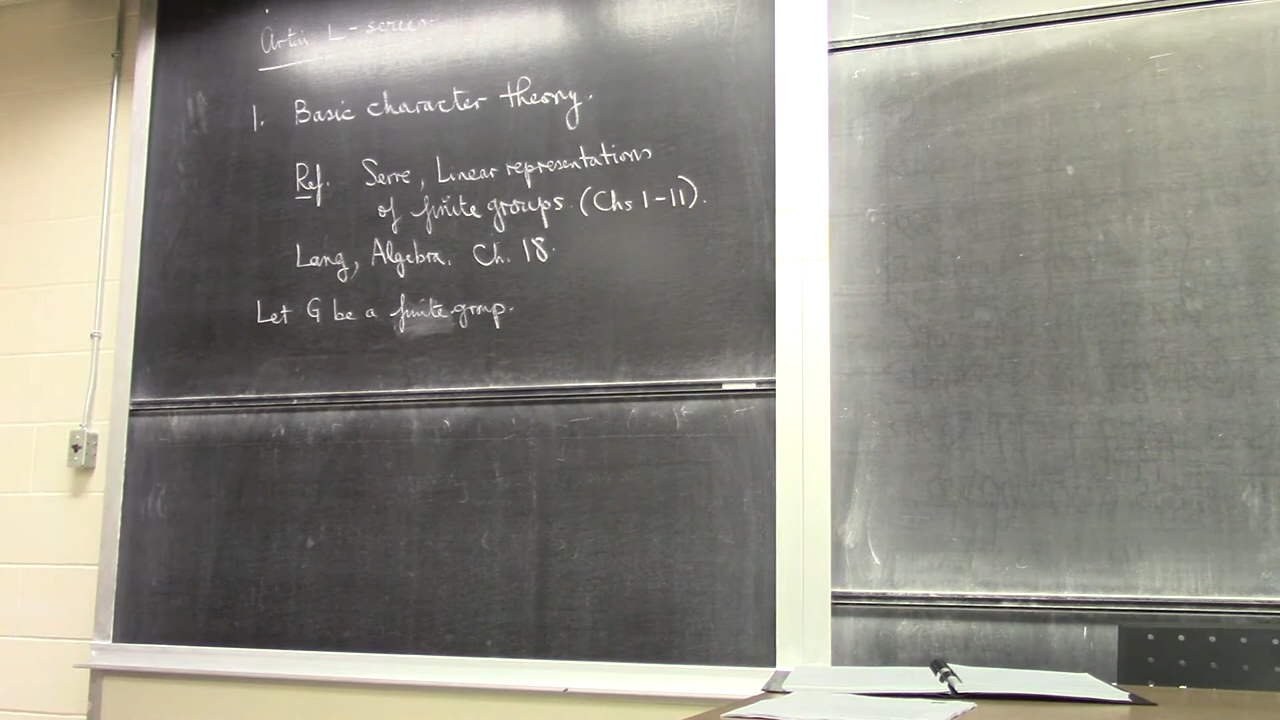 Artin L-series.
1. Basic character theory.
Ref. Serre, Linear representations
of finite groups. (Chs 1-11).
Lang, Algebra. Ch. 18.
Let G be a finite group.